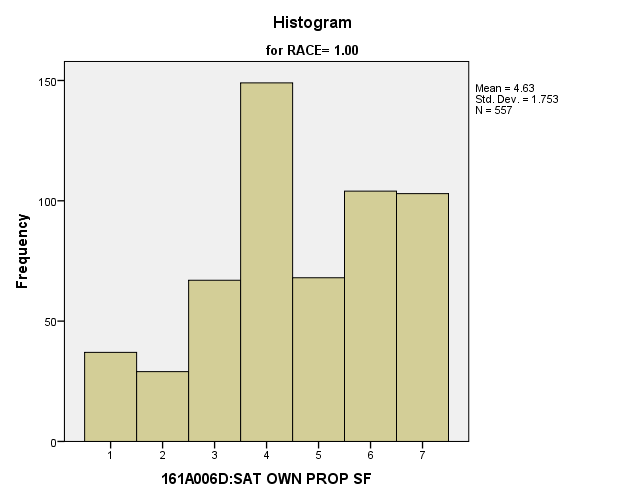 Histogram
for RACE= 1.00
Mean = 4.63
Std. Dev. = 1.753
N = 557
150
100
50
0
Frequency
1 2 3 4 5 6 7
161A006D:SAT OWN PROP SF